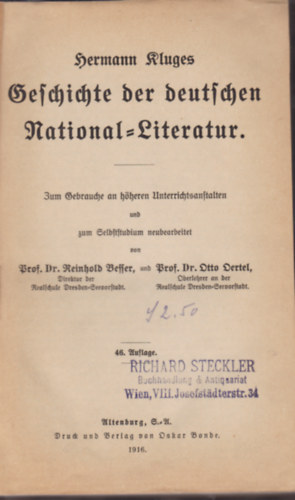 Hermann Kluges
Geschichte der deutschen
National=Literatur.
Zum Gebrauche an höheren Unterrichtsanstalten
und
zum Selbststudium neubearbeitet
von
Prof. Dr. Reinhold Besser, und Prof. Dr. Otto Oertel,
Direktor der Oberlehrer an der
Realschule Dresden-Seevorstadt. Realschule Dresden-Seevorstadt.
2.50
46. Auflage.
RICHARD STECKLER
Buchhandlung & Antiquariat
Wien, VIII. Josefstädterstr. 34
Altenburg, S.-A.
Druck und Verlag von Oskar Bonde.
1916.